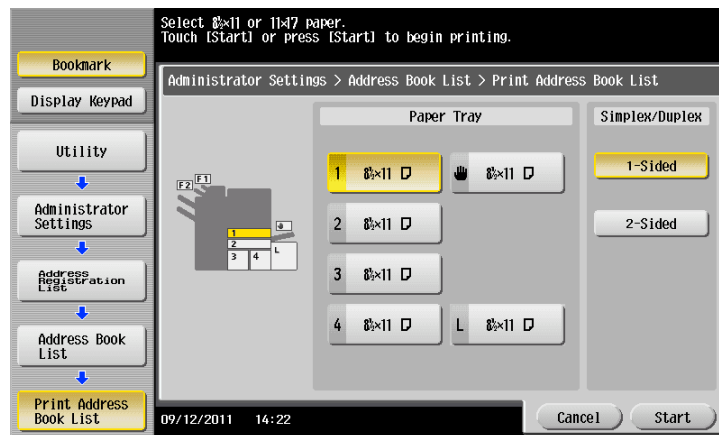 Select 8½×11 or 11×17 paper.
Touch [Start] or press [Start] to begin printing.
Bookmark
Display Keypad
Administrator Settings > Address Book List > Print Address Book List
Paper Tray
Simplex/Duplex
Utility
Administrator
Settings
Address
Registration
List
Address Book
List
Print Address
Book List
F2 F1
1
2
3 4 L
1 8½×11
8½×11
2 8½×11
3 8½×11
4 8½×11
L 8½×11
1-Sided
2-Sided
09/12/2011 14:22
Cancel
Start